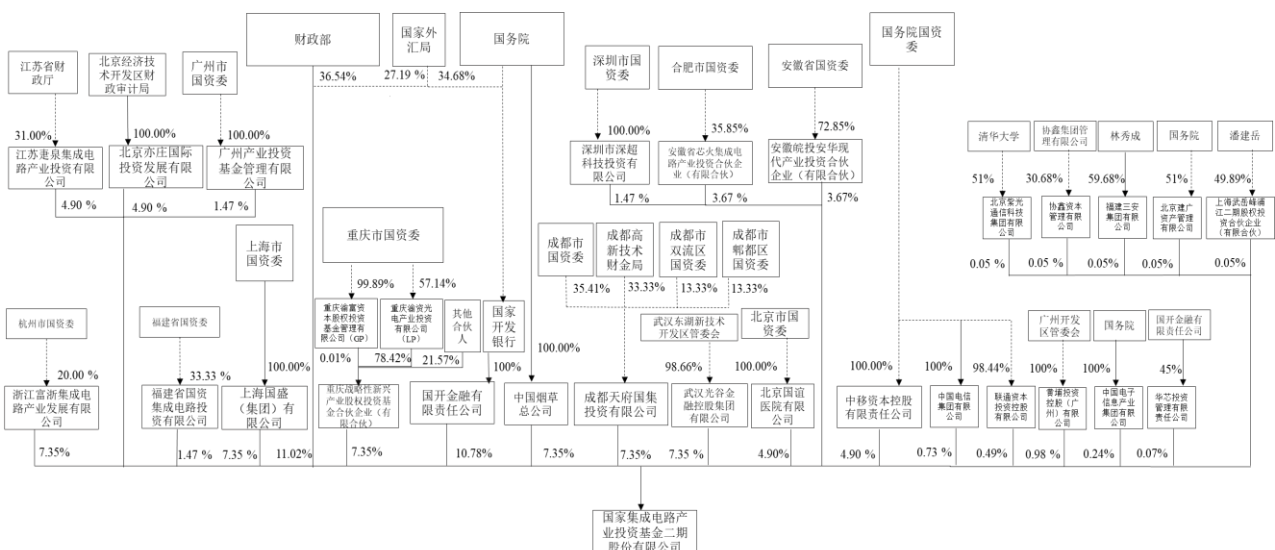 财政部
国家外
汇局
国务院
国务院国资
委
江苏省财
政厅
北京经济技
术开发区财
政审计局
广州市
国资委
深圳市国
资委
合肥市国资委
安徽省国资委
36.54%
27.19 %
34.68%
31.00%
100.00%
100.00%
100.00%
35.85%
72.85%
清华大学
协鑫集团管
理有限公司
林秀成
国务院
潘建岳
江苏疌泉集成电
路产业投资有限
公司
北京亦庄国际
投资发展有限
公司
广州产业投资
基金管理有限
公司
深圳市深超
科技投资有
限公司
安徽省芯火集成电
路产业投资合伙企
业（有限合伙）
安徽皖投安华现
代产业投资合伙
企业（有限合伙）
51%
30.68%
59.68%
51%
49.89%
4.90 %
4.90 %
1.47 %
1.47 %
3.67 %
3.67%
北京紫光
通信科技
集团有限
公司
协鑫资本
管理有限
公司
福建三安
集团有限
公司
北京建广
资产管理
有限公司
上海武岳峰浦
江二期股权投
资合伙企业
（有限合伙）
0.05 %
0.05 %
0.05%
0.05%
0.05%
上海市
国资委
重庆市国资委
成都市
国资委
成都高
新技术
财金局
成都市
双流区
国资委
成都市
郫都区
国资委
99.89%
57.14%
35.41%
33.33%
13.33%
13.33%
杭州市国资委
福建省国资委
重庆渝富资
本股权投资
基金管理有
限公司（GP）
重庆渝资光
电产业投资
有限公司
（LP）
其他
合伙
人
国家
开发
银行
武汉东湖新技术
开发区管委会
北京市国
资委
广州开发
区管委会
国务院
国开金融有
限责任公司
20.00 %
33.33 %
100.00%
0.01%
78.42%
21.57%
100%
100.00%
98.66%
100.00%
100.00%
100%
98.44%
100%
100%
45%
浙江富浙集成电
路产业发展有限
公司
福建省国资
集成电路投
资有限公司
上海国盛
（集团）有
限公司
重庆战略性新兴
产业股权投资基
金合伙企业（有
限合伙）
国开金融有
限责任公司
中国烟草
总公司
成都天府国集
投资有限公司
武汉光谷金
融控股集团
有限公司
北京国谊
医院有限
公司
中移资本控股
有限责任公司
中国电信
集团有限
公司
联通资本
投资控股
有限公司
普埔投资
控股（广
州）有限
公司
中国电子
信息产业
集团有限
公司
华芯投资
管理有限
责任公司
7.35%
1.47 %
7.35 %
11.02%
7.35%
10.78%
7.35%
7.35%
7.35 %
4.90%
4.90 %
0.73 %
0.49%
0.98 %
0.24%
0.07%
国家集成电路产
业投资基金二期
股份有限公司